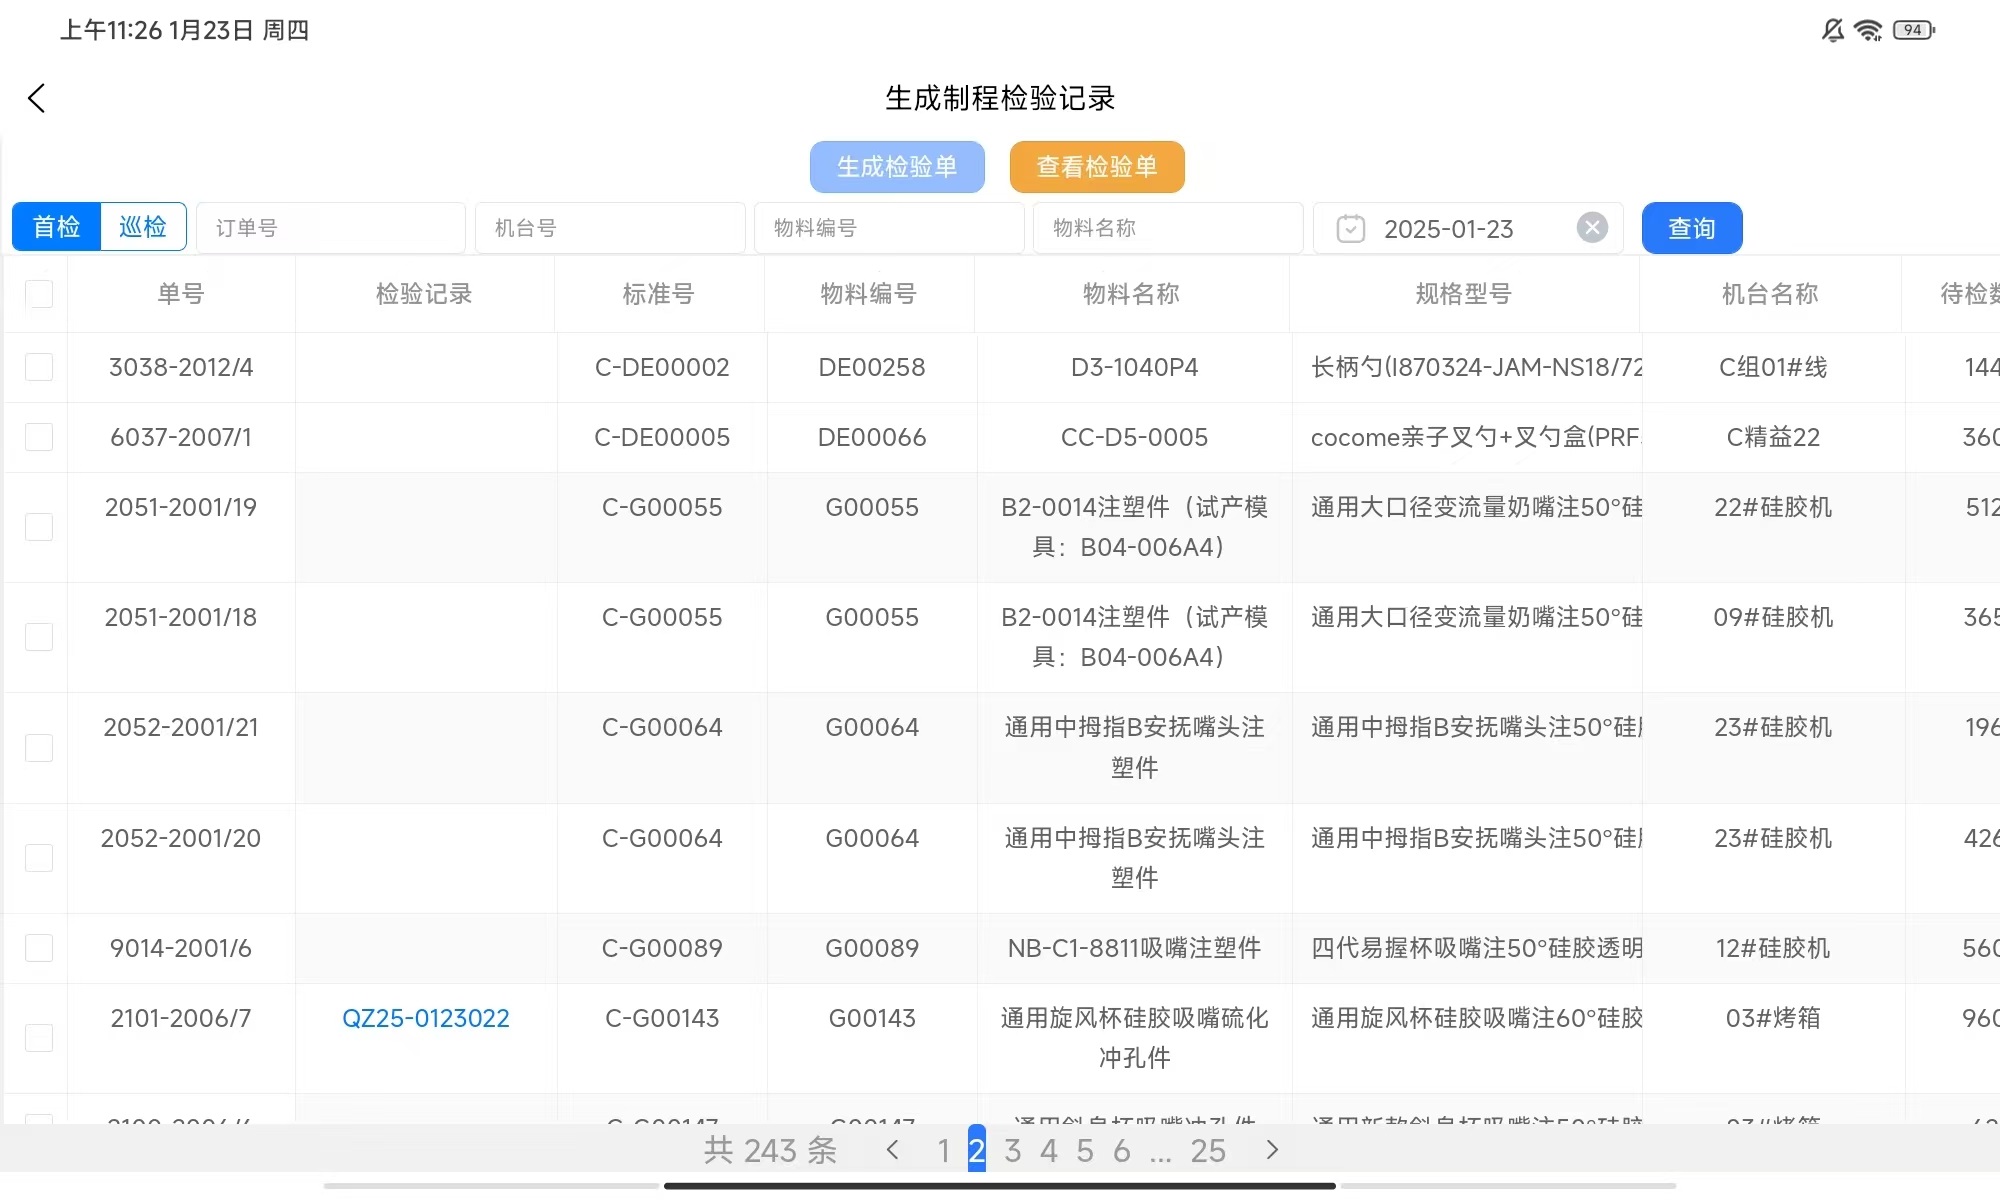 上午11:26 1月23日 周四
94
生成制程检验记录
生成检验单 查看检验单
首检 巡检 订单号 机台号 物料编号 物料名称 2025-01-23 查询
单号 检验记录 标准号 物料编号 物料名称 规格型号 机台名称 待检数
3038-2012/4 C-DE00002 DE00258 D3-1040P4 长柄勺(I870324-JAM-NS18/72 C组01#线 144
6037-2007/1 C-DE00005 DE00066 CC-D5-0005 cocome亲子叉勺+叉勺盒(PRF C精益22 360
2051-2001/19 C-G00055 G00055 B2-0014注塑件（试产模 通用大口径变流量奶嘴注50°硅 22#硅胶机 512
具：B04-006A4）
2051-2001/18 C-G00055 G00055 B2-0014注塑件（试产模 通用大口径变流量奶嘴注50°硅 09#硅胶机 365
具：B04-006A4）
2052-2001/21 C-G00064 G00064 通用中拇指B安抚嘴头注 通用中拇指B安抚嘴头注50°硅 23#硅胶机 196
塑件
2052-2001/20 C-G00064 G00064 通用中拇指B安抚嘴头注 通用中拇指B安抚嘴头注50°硅 23#硅胶机 426
塑件
9014-2001/6 C-G00089 G00089 NB-C1-8811吸嘴注塑件 四代易握杯吸嘴注50°硅胶透明 12#硅胶机 560
2101-2006/7 QZ25-0123022 C-G00143 G00143 通用旋风杯硅胶吸嘴硫化 通用旋风杯硅胶吸嘴注60°硅胶 03#烤箱 960
冲孔件
共 243 条 1 2 3 4 5 6 ... 25